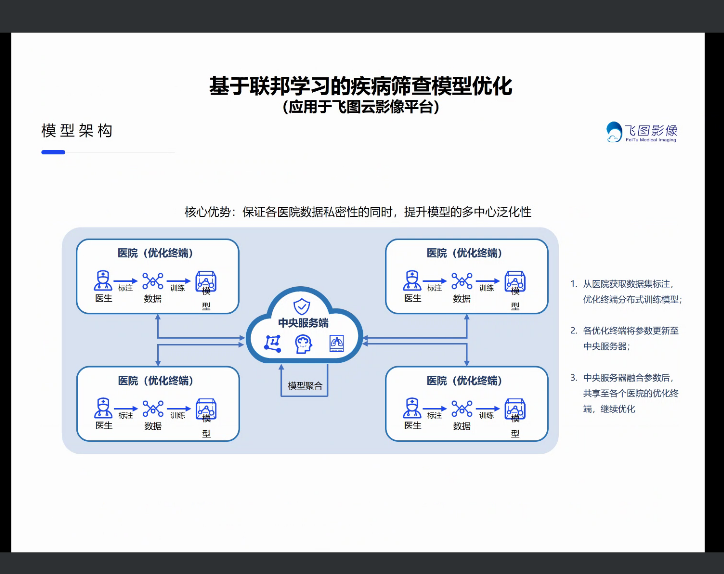 基于联邦学习的疾病筛查模型优化
（应用于飞图云影像平台）
模型架构
飞图影像
FeiTu Medical Imaging
核心优势：保证各医院数据私密性的同时，提升模型的多中心泛化性
医院（优化终端）
医生
标注
数据
训练
模
型
医院（优化终端）
医生
标注
数据
训练
模
型
中央服务端
模型聚合
医院（优化终端）
医生
标注
数据
训练
模
型
医院（优化终端）
医生
标注
数据
训练
模
型
1. 从医院获取数据集标注，
优化终端分布式训练模型；
2. 各优化终端将参数更新至
中央服务器；
3. 中央服务器融合参数后，
共享至各个医院的优化终
端，继续优化